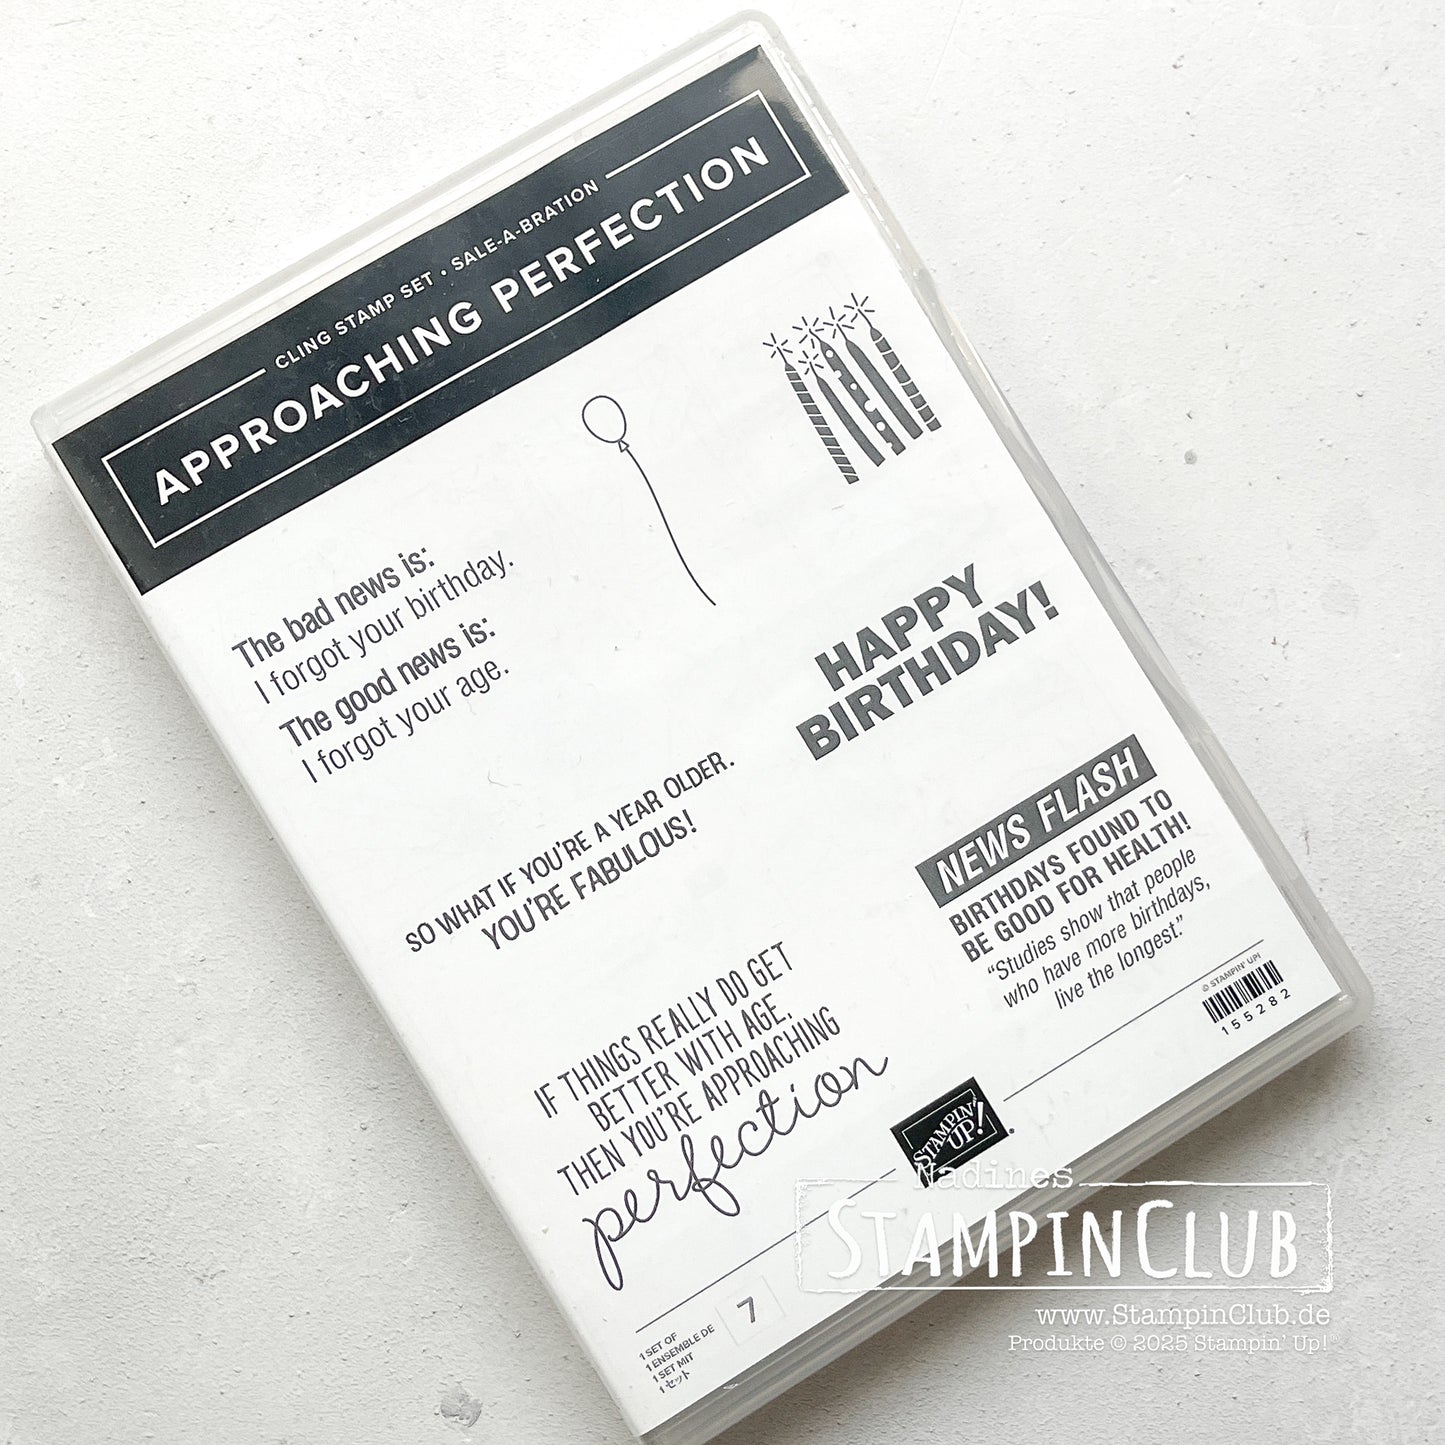 CLING STAMP SET • SALE-A-BRATION
APPROACHING PERFECTION
The bad news is:
I forgot your birthday.
The good news is:
I forgot your age.
HAPPY
BIRTHDAY!
SO WHAT IF YOU'RE A YEAR OLDER.
YOU'RE FABULOUS!
NEWS FLASH
BIRTHDAYS FOUND TO
BE GOOD FOR HEALTH!
“Studies show that people
who have more birthdays,
live the longest.”
IF THINGS REALLY DO GET
BETTER WITH AGE,
THEN YOU'RE APPROACHING
perfection
© STAMPIN' UP!
155282
STAMPIN' UP!®
1 SET OF
1 ENSEMBLE DE
1 SET MIT
1 セット
7
Nadines
STAMPINCLUB
www.StampinClub.de
Produkte © 2025 Stampin' Up!®